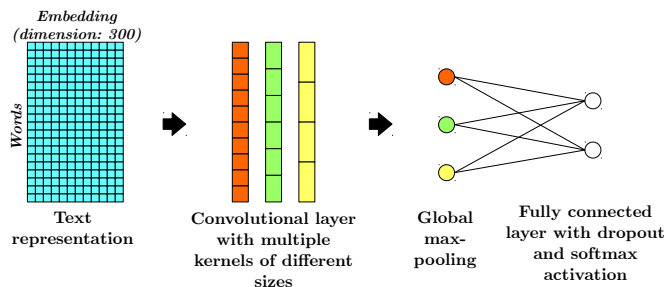 Embedding
(dimension: 300)
Words
Text
representation
Convolutional layer
with multiple
kernels of different
sizes
Global
max-
pooling
Fully connected
layer with dropout
and softmax
activation